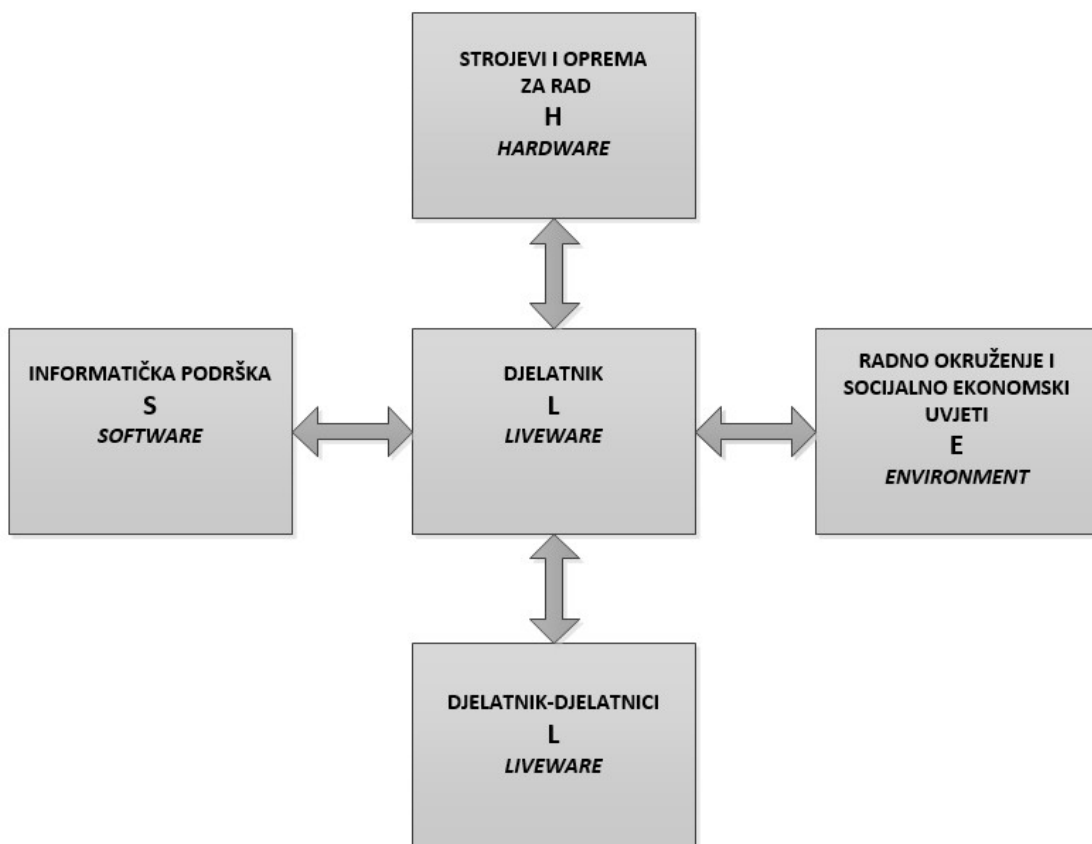 STROJEVI I OPREMA
ZA RAD
H
HARDWARE
INFORMATIČKA PODRŠKA
S
SOFTWARE
DJELATNIK
L
LIVEWARE
RADNO OKRUŽENJE I
SOCIJALNO EKONOMSKI
UVJETI
E
ENVIRONMENT
DJELATNIK-DJELATNICI
L
LIVEWARE